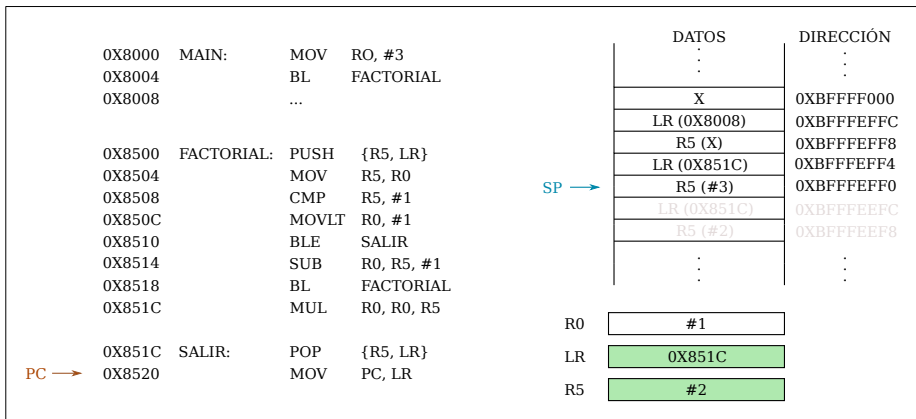 0X8000 MAIN: MOV RO, #3
0X8004 BL FACTORIAL
0X8008 ...
0X8500 FACTORIAL: PUSH {R5, LR}
0X8504 MOV R5, R0
0X8508 CMP R5, #1
0X850C MOVLT R0, #1
0X8510 BLE SALIR
0X8514 SUB R0, R5, #1
0X8518 BL FACTORIAL
0X851C MUL R0, R0, R5
0X851C SALIR: POP {R5, LR}
PC 0X8520 MOV PC, LR
DATOS DIRECCIÓN
X 0XBFFFF000
LR (0X8008) 0XBFFFEFFC
R5 (X) 0XBFFFEFF8
LR (0X851C) 0XBFFFEFF4
SP R5 (#3) 0XBFFFEFF0
LR (0X851C) 0XBFFFEEFC
R5 (#2) 0XBFFFEEF8
R0 #1
LR 0X851C
R5 #2